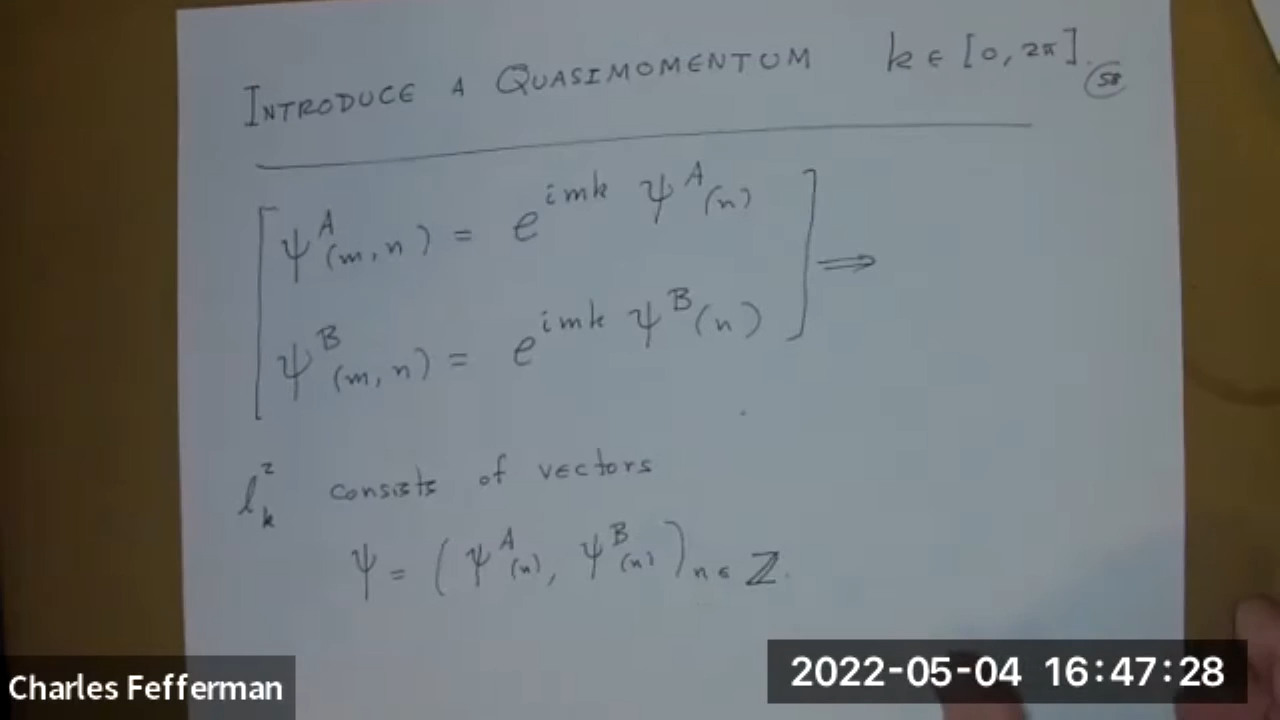 INTRODUCE A QUASIMOMENTUM k ∈ [0, 2π].
58
ψ^A(m, n) = e^{imk} ψ^A(n)
⟹
ψ^B(m, n) = e^{imk} ψ^B(n)
l²_k consists of vectors
ψ = (ψ^A(n), ψ^B(n))_{n ∈ ℤ}.
Charles Fefferman
2022-05-04 16:47:28